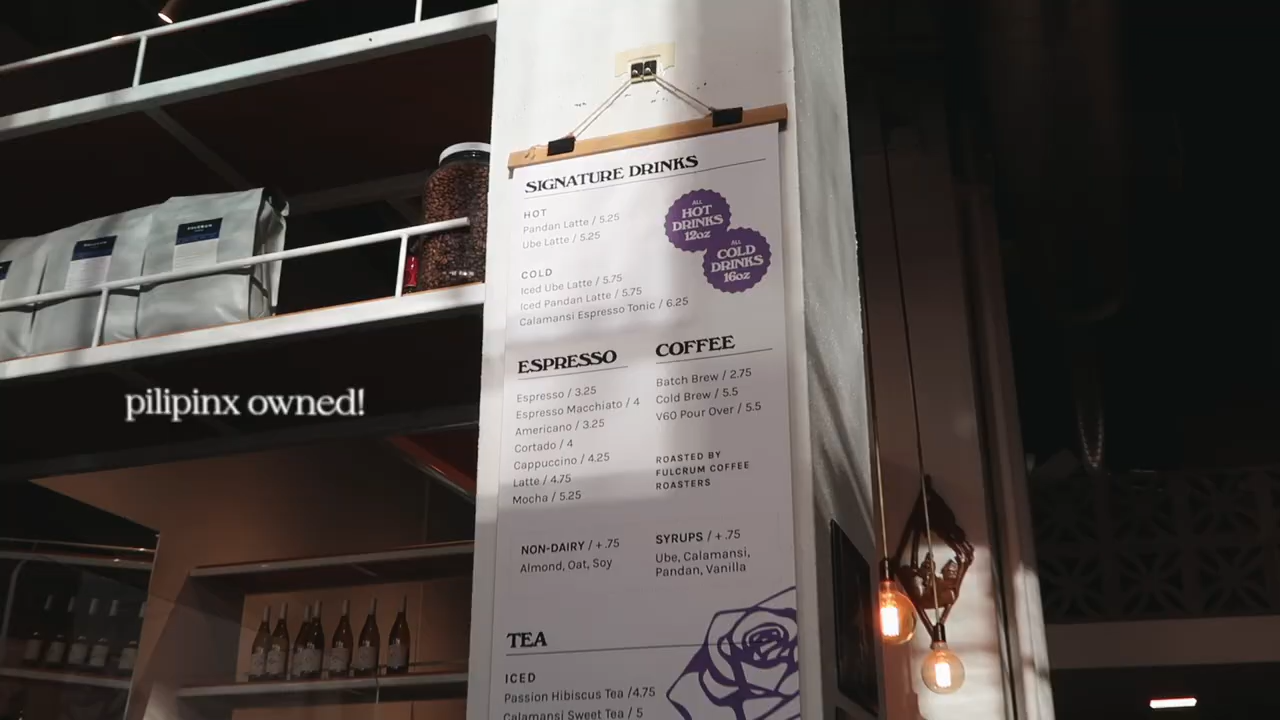 SIGNATURE DRINKS
HOT
Pandan Latte / 5.25
Ube Latte / 5.25
ALL
HOT
DRINKS
12oz
ALL
COLD
DRINKS
16oz
COLD
Iced Ube Latte / 5.75
Iced Pandan Latte / 5.75
Calamansi Espresso Tonic / 6.25
ESPRESSO
Espresso / 3.25
Espresso Macchiato / 4
Americano / 3.25
Cortado / 4
Cappuccino / 4.25
Latte / 4.75
Mocha / 5.25
COFFEE
Batch Brew / 2.75
Cold Brew / 5.5
V60 Pour Over / 5.5
ROASTED BY
FULCRUM COFFEE
ROASTERS
NON-DAIRY / + .75
Almond, Oat, Soy
SYRUPS / + .75
Ube, Calamansi,
Pandan, Vanilla
TEA
ICED
Passion Hibiscus Tea /4.75
Calamansi Sweet Tea / 5
pilipinx owned!